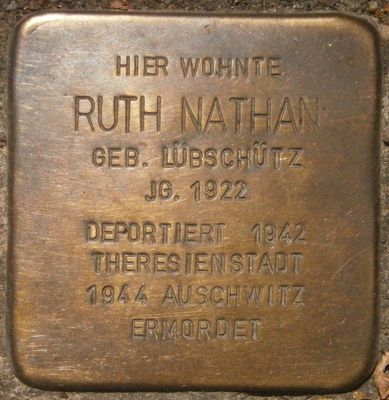 HIER WOHNTE
RUTH NATHAN
GEB. LÜBSCHÜTZ
JG. 1922
DEPORTIERT 1942
THERESIENSTADT
1944 AUSCHWITZ
ERMORDET